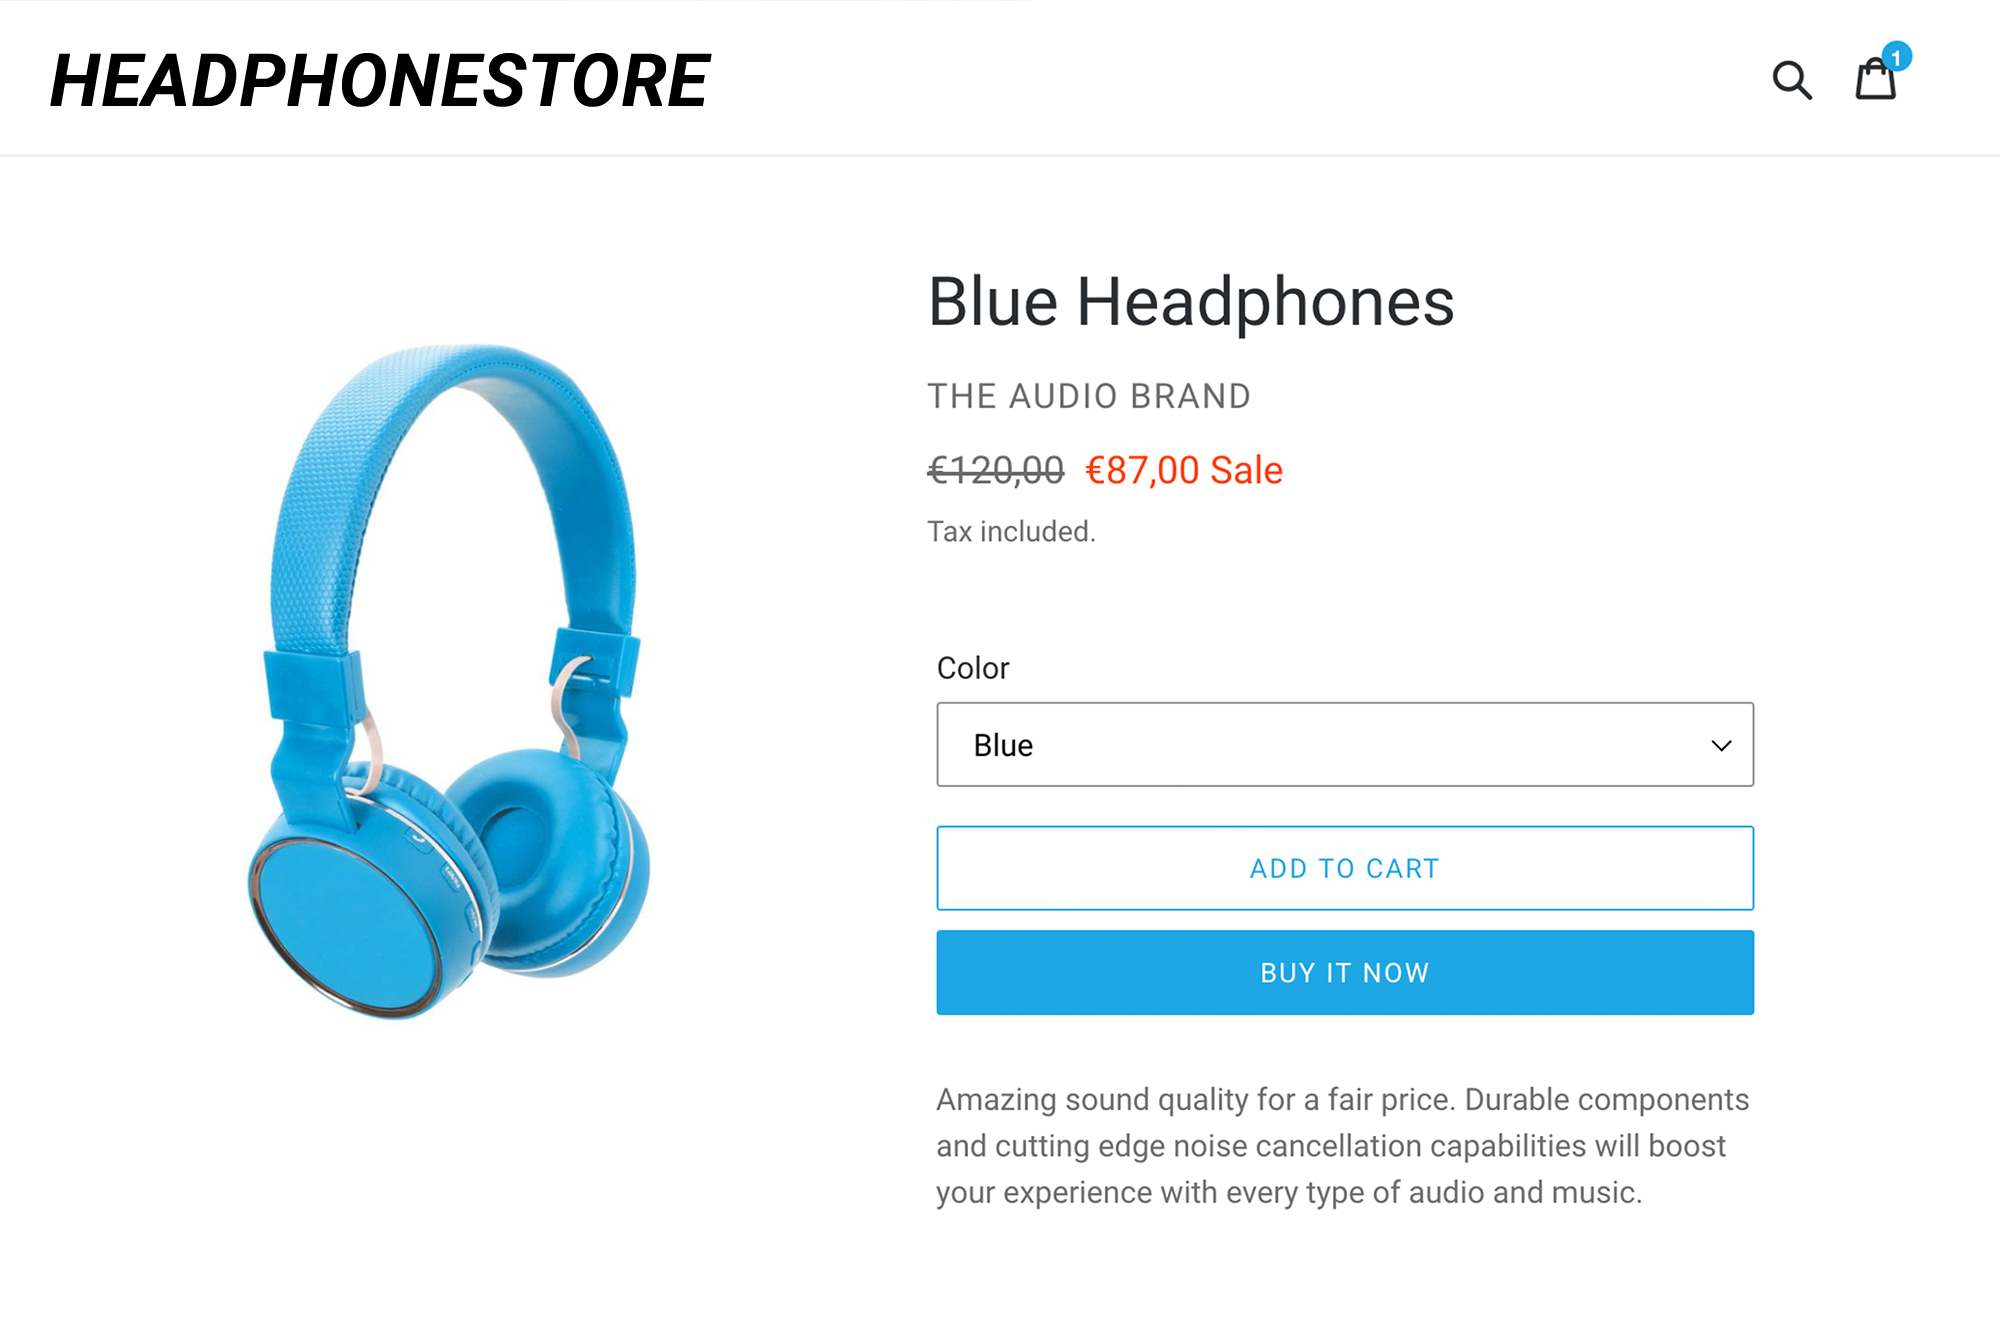 HEADPHONESTORE
1
Blue Headphones
THE AUDIO BRAND
€120,00 €87,00 Sale
Tax included.
Color
Blue
ADD TO CART
BUY IT NOW
Amazing sound quality for a fair price. Durable components
and cutting edge noise cancellation capabilities will boost
your experience with every type of audio and music.